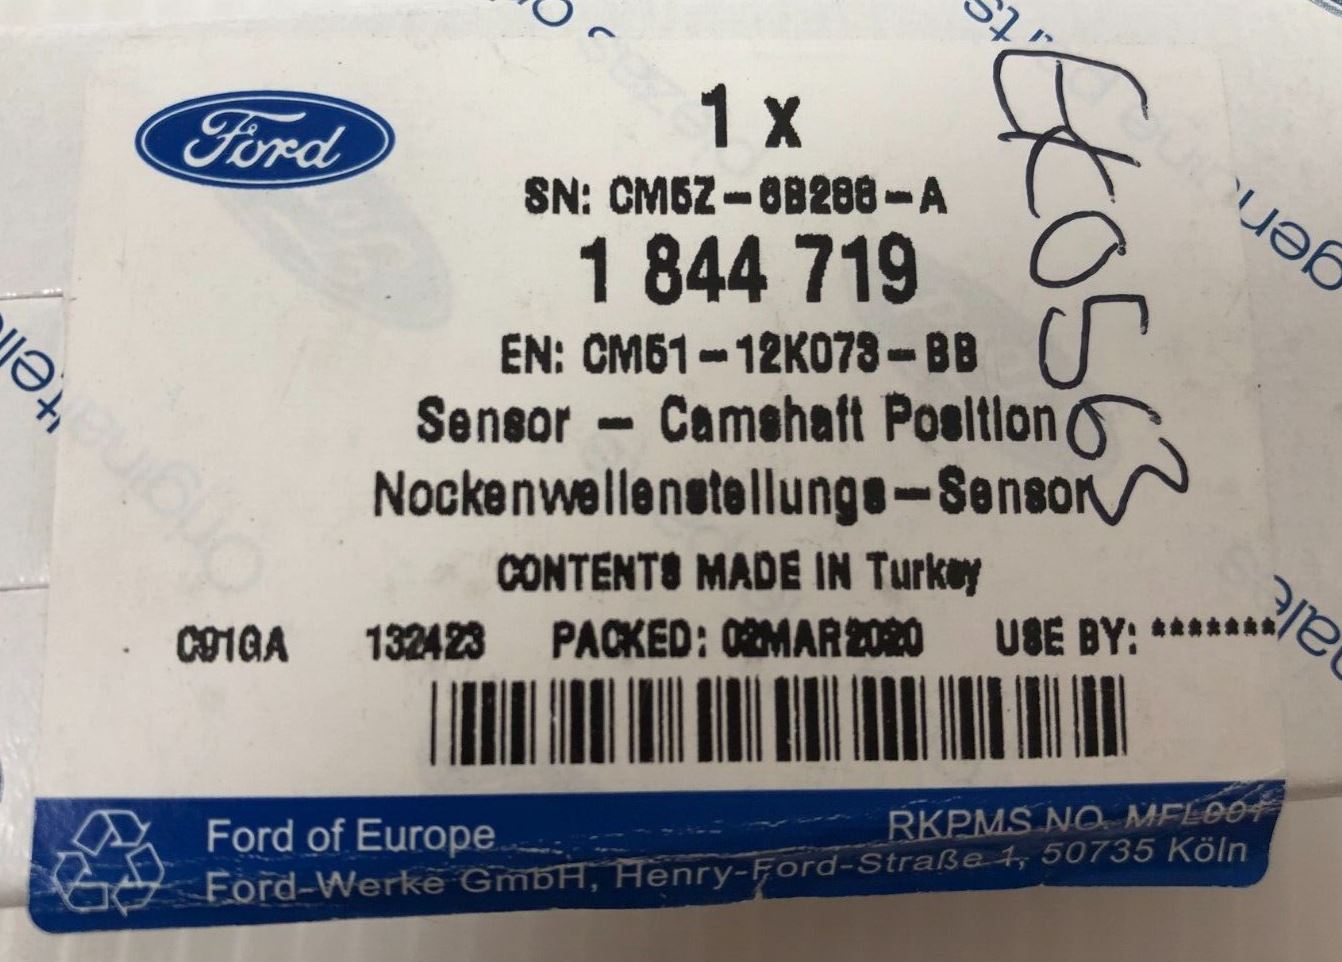 Ford
1 x
SN: CM5Z-6B288-A
1 844 719
EN: CM51-12K073-BB
Sensor - Camshaft Position
Nockenwellenstellungs-Sensor
CONTENTS MADE IN Turkey
C91GA 132423 PACKED: 02MAR2020 USE BY: *******
Ford of Europe
RKPMS NO. MFL001
Ford-Werke GmbH, Henry-Ford-Straße 1, 50735 Köln